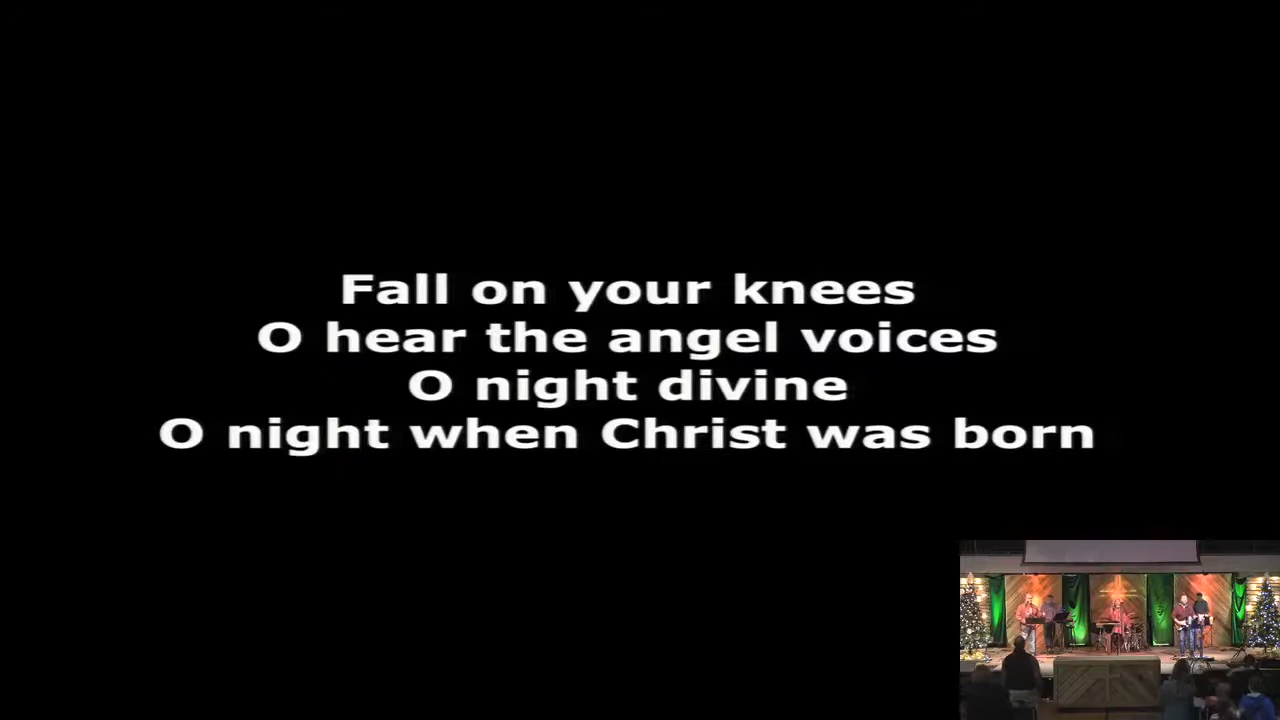 Fall on your knees
O hear the angel voices
O night divine
O night when Christ was born